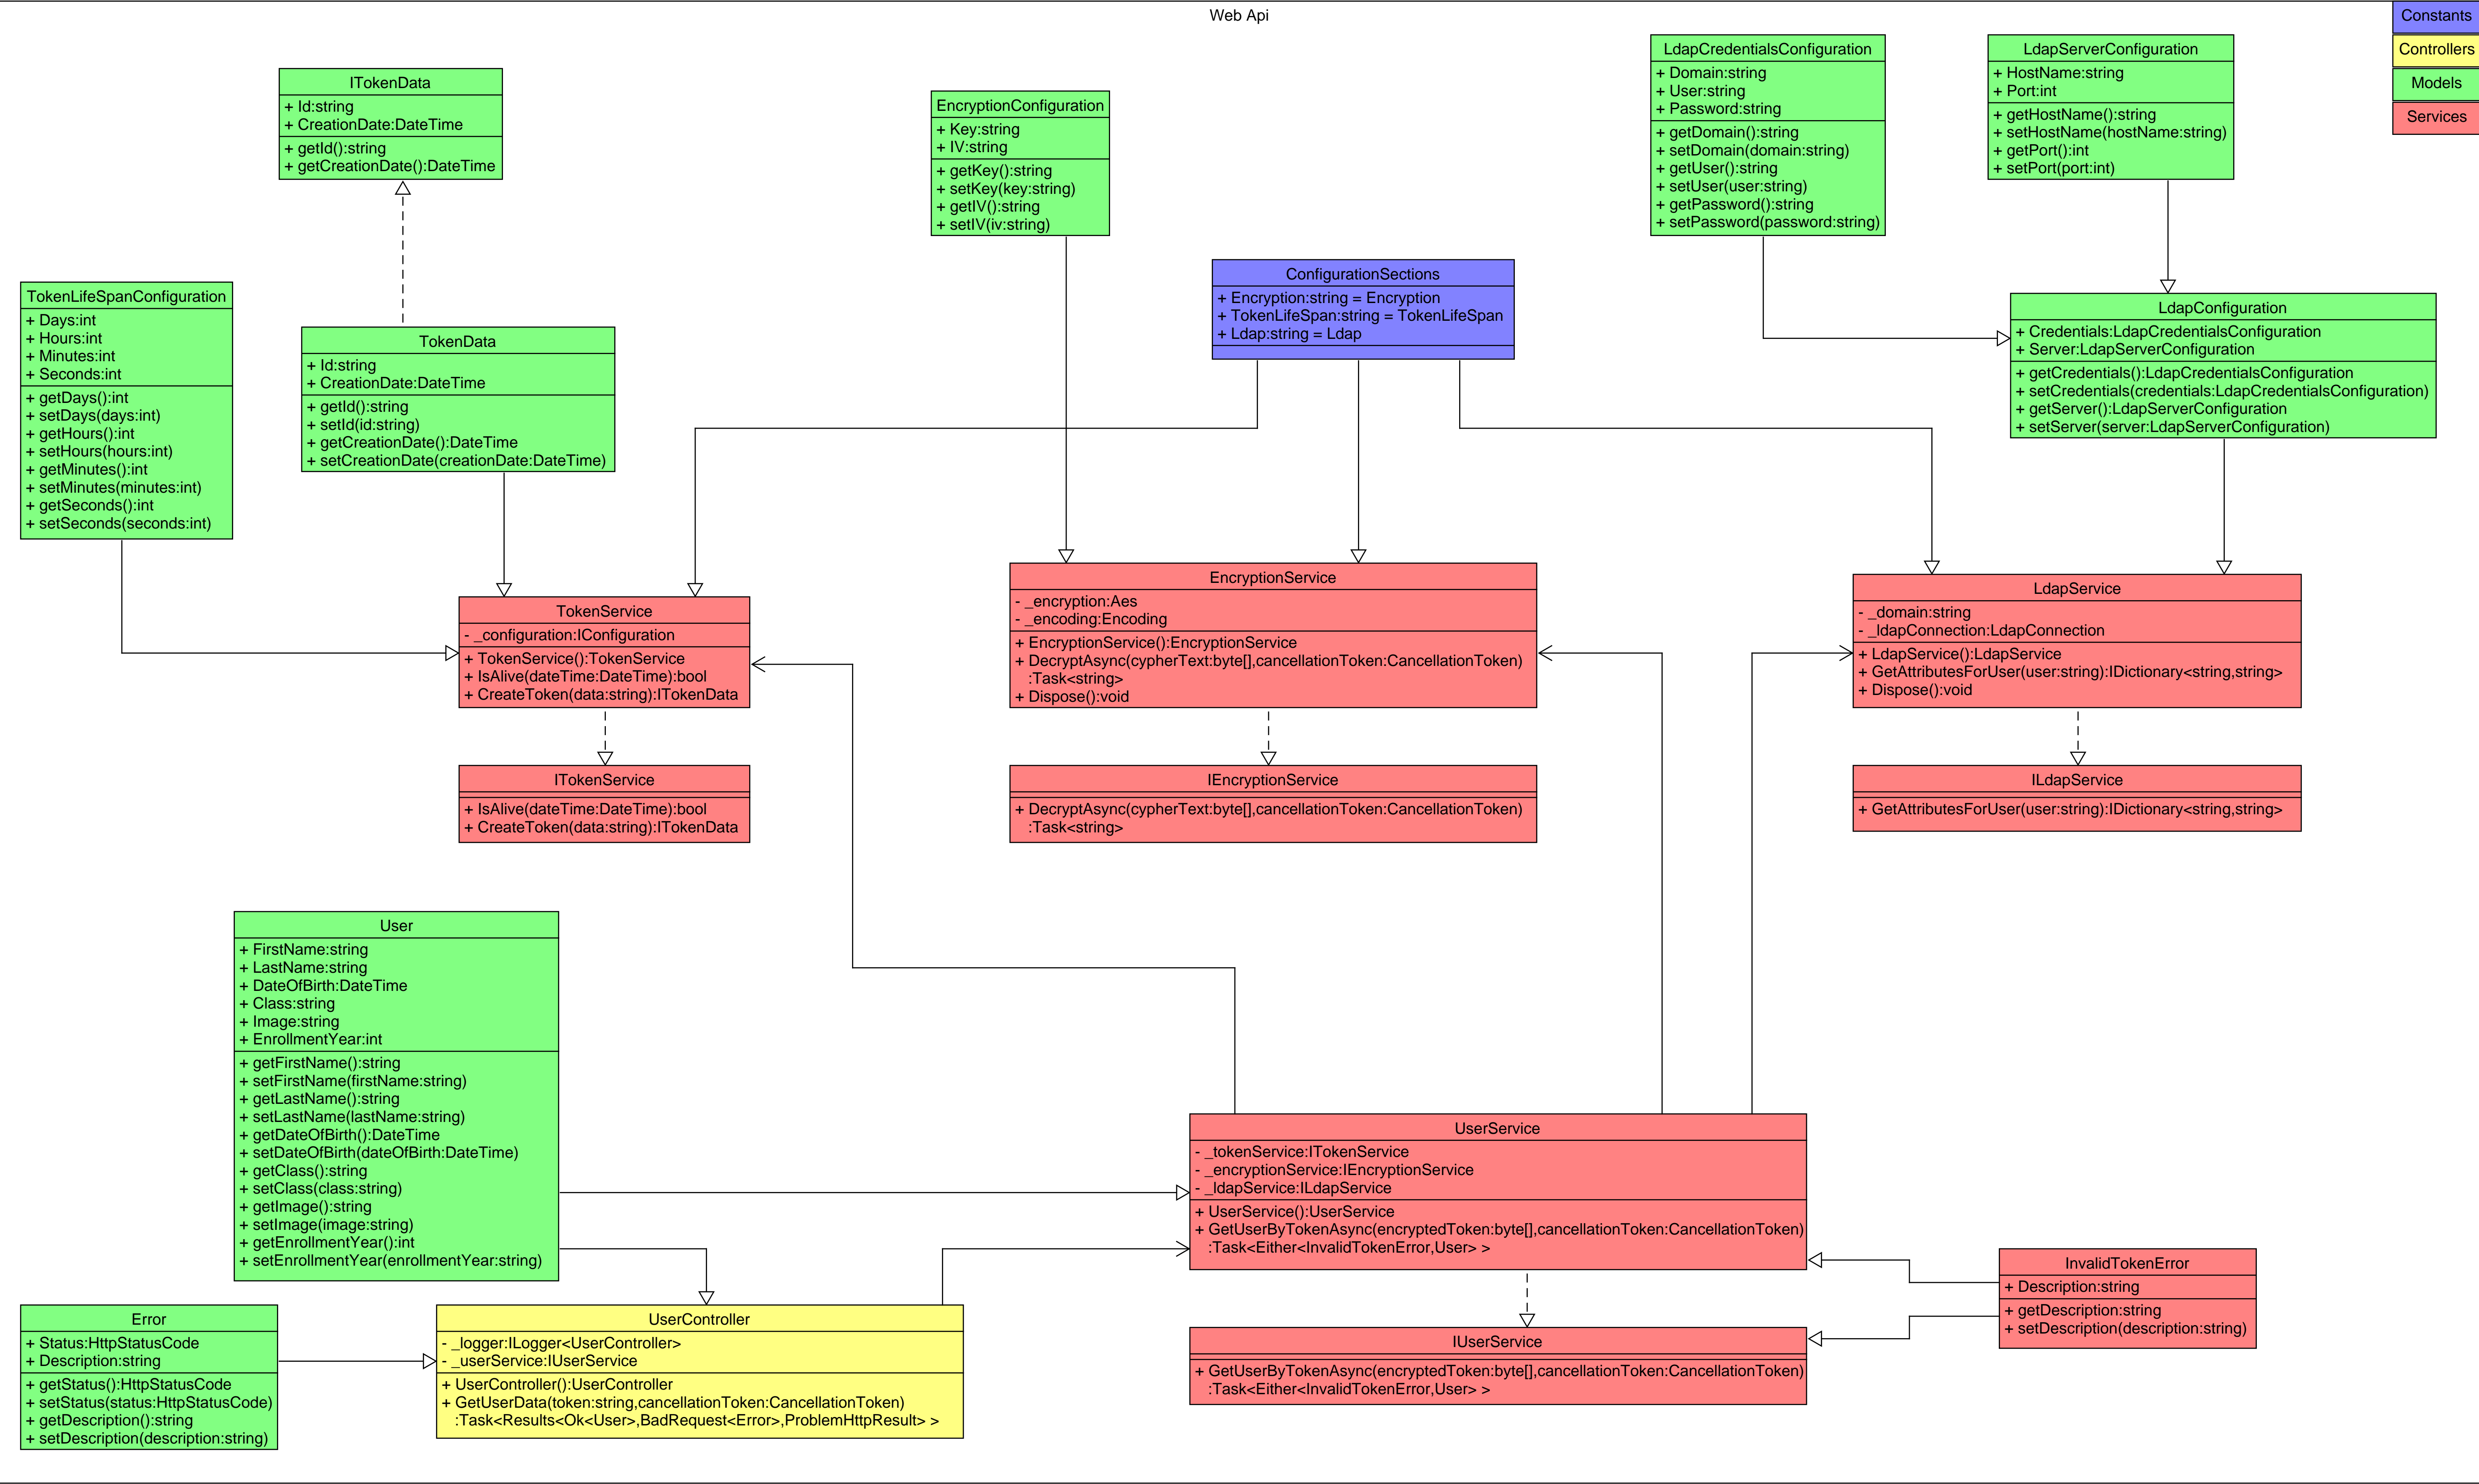 Web Api
Constants
Controllers
Models
Services
ITokenData
+ Id:string
+ CreationDate:DateTime
+ getId():string
+ getCreationDate():DateTime
EncryptionConfiguration
+ Key:string
+ IV:string
+ getKey():string
+ setKey(key:string)
+ getIV():string
+ setIV(iv:string)
LdapCredentialsConfiguration
+ Domain:string
+ User:string
+ Password:string
+ getDomain():string
+ setDomain(domain:string)
+ getUser():string
+ setUser(user:string)
+ getPassword():string
+ setPassword(password:string)
LdapServerConfiguration
+ HostName:string
+ Port:int
+ getHostName():string
+ setHostName(hostName:string)
+ getPort():int
+ setPort(port:int)
ConfigurationSections
+ Encryption:string = Encryption
+ TokenLifeSpan:string = TokenLifeSpan
+ Ldap:string = Ldap
TokenLifeSpanConfiguration
+ Days:int
+ Hours:int
+ Minutes:int
+ Seconds:int
+ getDays():int
+ setDays(days:int)
+ getHours():int
+ setHours(hours:int)
+ getMinutes():int
+ setMinutes(minutes:int)
+ getSeconds():int
+ setSeconds(seconds:int)
TokenData
+ Id:string
+ CreationDate:DateTime
+ getId():string
+ setId(id:string)
+ getCreationDate():DateTime
+ setCreationDate(creationDate:DateTime)
LdapConfiguration
+ Credentials:LdapCredentialsConfiguration
+ Server:LdapServerConfiguration
+ getCredentials():LdapCredentialsConfiguration
+ setCredentials(credentials:LdapCredentialsConfiguration)
+ getServer():LdapServerConfiguration
+ setServer(server:LdapServerConfiguration)
TokenService
- _configuration:IConfiguration
+ TokenService():TokenService
+ IsAlive(dateTime:DateTime):bool
+ CreateToken(data:string):ITokenData
EncryptionService
- _encryption:Aes
- _encoding:Encoding
+ EncryptionService():EncryptionService
+ DecryptAsync(cypherText:byte[],cancellationToken:CancellationToken)
:Task<string>
+ Dispose():void
LdapService
- _domain:string
- _ldapConnection:LdapConnection
+ LdapService():LdapService
+ GetAttributesForUser(user:string):IDictionary<string,string>
+ Dispose():void
ITokenService
+ IsAlive(dateTime:DateTime):bool
+ CreateToken(data:string):ITokenData
IEncryptionService
+ DecryptAsync(cypherText:byte[],cancellationToken:CancellationToken)
:Task<string>
ILdapService
+ GetAttributesForUser(user:string):IDictionary<string,string>
User
+ FirstName:string
+ LastName:string
+ DateOfBirth:DateTime
+ Class:string
+ Image:string
+ EnrollmentYear:int
+ getFirstName():string
+ setFirstName(firstName:string)
+ getLastName():string
+ setLastName(lastName:string)
+ getDateOfBirth():DateTime
+ setDateOfBirth(dateOfBirth:DateTime)
+ getClass():string
+ setClass(class:string)
+ getImage():string
+ setImage(image:string)
+ getEnrollmentYear():int
+ setEnrollmentYear(enrollmentYear:string)
UserService
- _tokenService:ITokenService
- _encryptionService:IEncryptionService
- _ldapService:ILdapService
+ UserService():UserService
+ GetUserByTokenAsync(encryptedToken:byte[],cancellationToken:CancellationToken)
:Task<Either<InvalidTokenError,User> >
InvalidTokenError
+ Description:string
+ getDescription:string
+ setDescription(description:string)
Error
+ Status:HttpStatusCode
+ Description:string
+ getStatus():HttpStatusCode
+ setStatus(status:HttpStatusCode)
+ getDescription():string
+ setDescription(description:string)
UserController
- _logger:ILogger<UserController>
- _userService:IUserService
+ UserController():UserController
+ GetUserData(token:string,cancellationToken:CancellationToken)
:Task<Results<Ok<User>,BadRequest<Error>,ProblemHttpResult> >
IUserService
+ GetUserByTokenAsync(encryptedToken:byte[],cancellationToken:CancellationToken)
:Task<Either<InvalidTokenError,User> >